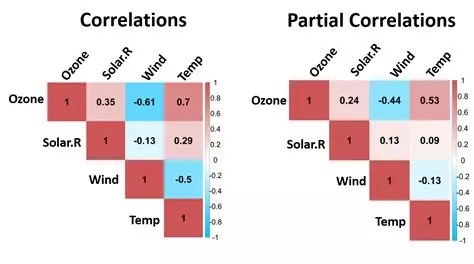 Correlations
Ozone Solar.R Wind Temp
Ozone 1 0.35 -0.61 0.7
Solar.R 1 -0.13 0.29
Wind 1 -0.5
Temp 1
1
0.8
0.6
0.4
0.2
0
-0.2
-0.4
-0.6
-0.8
-1
Partial Correlations
Ozone Solar.R Wind Temp
Ozone 1 0.24 -0.44 0.53
Solar.R 1 0.13 0.09
Wind 1 -0.13
Temp 1
1
0.8
0.6
0.4
0.2
0
-0.2
-0.4
-0.6
-0.8
-1